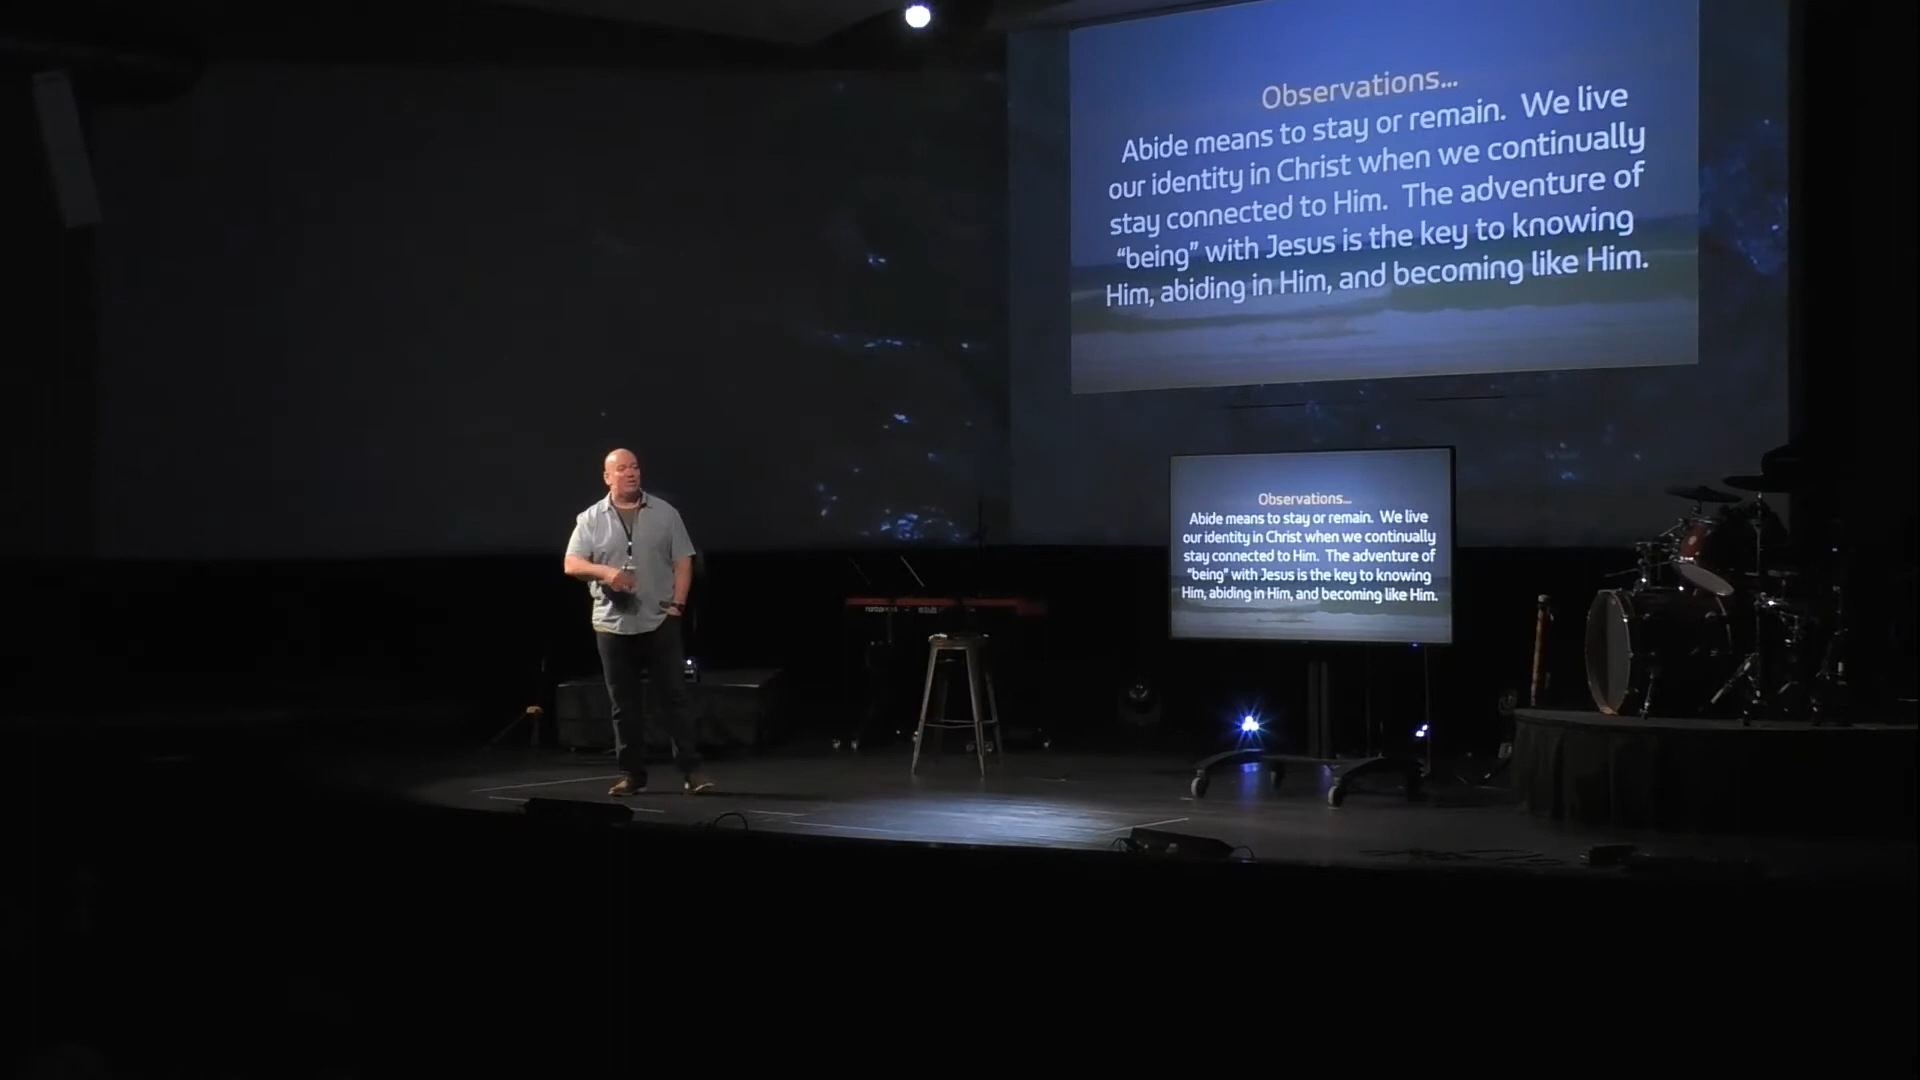 Observations...
Abide means to stay or remain. We live
our identity in Christ when we continually
stay connected to Him. The adventure of
“being” with Jesus is the key to knowing
Him, abiding in Him, and becoming like Him.
Observations...
Abide means to stay or remain. We live
our identity in Christ when we continually
stay connected to Him. The adventure of
“being” with Jesus is the key to knowing
Him, abiding in Him, and becoming like Him.